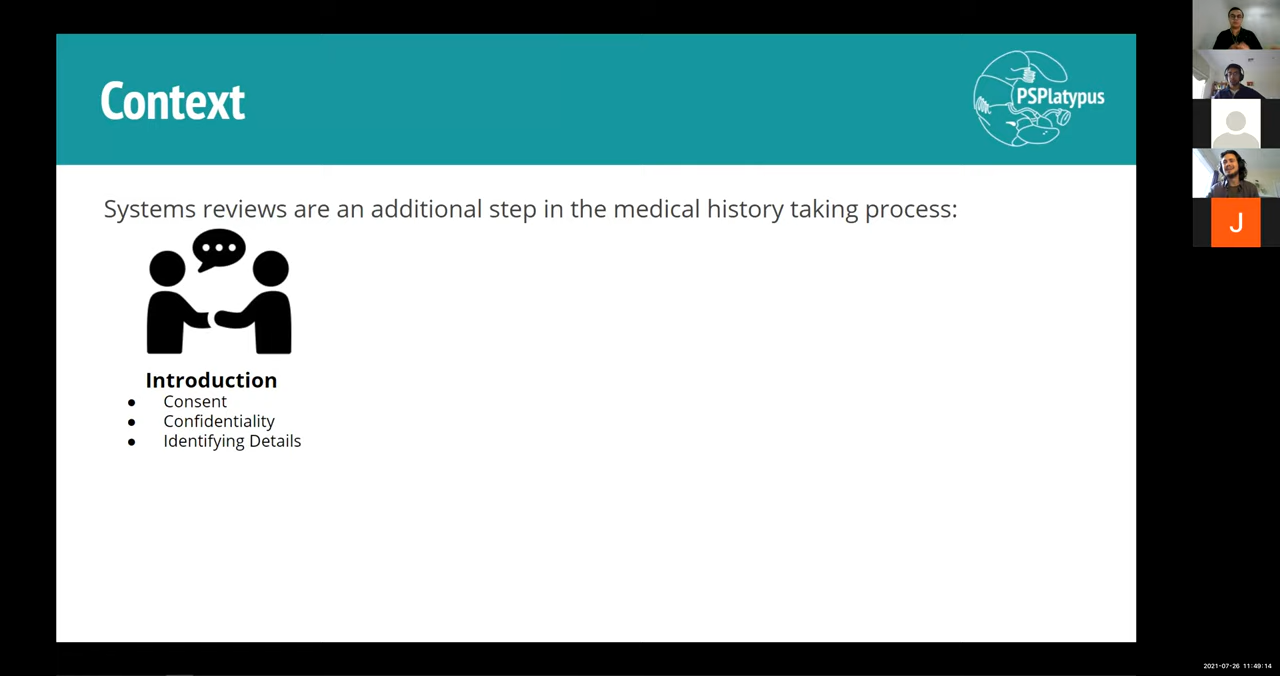 Context
PSPlatypus
Systems reviews are an additional step in the medical history taking process:
Introduction
● Consent
● Confidentiality
● Identifying Details
J
2021-07-26 11:49:14